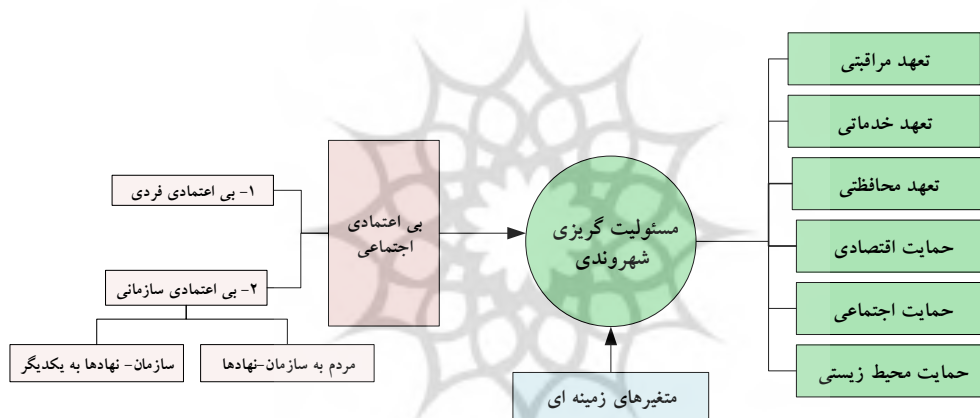 تعهد مراقبتی
تعهد خدماتی
تعهد محافظتی
حمایت اقتصادی
حمایت اجتماعی
حمایت محیط زیستی
مسئولیت گریزی
شهروندی
متغیرهای زمینه ای
بی اعتمادی
اجتماعی
۱- بی اعتمادی فردی
۲- بی اعتمادی سازمانی
مردم به سازمان-نهادها
سازمان- نهادها به یکدیگر